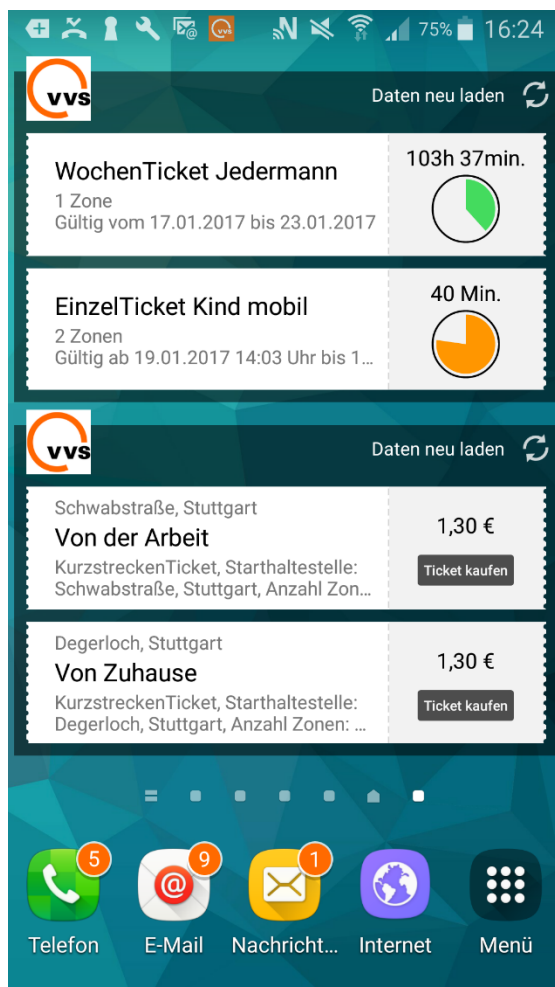 75% 16:24
vvs
Daten neu laden
WochenTicket Jedermann
1 Zone
Gültig vom 17.01.2017 bis 23.01.2017
103h 37min.
EinzelTicket Kind mobil
2 Zonen
Gültig ab 19.01.2017 14:03 Uhr bis 1...
40 Min.
vvs
Daten neu laden
Schwabstraße, Stuttgart
Von der Arbeit
KurzstreckenTicket, Starthaltestelle:
Schwabstraße, Stuttgart, Anzahl Zon...
1,30 €
Ticket kaufen
Degerloch, Stuttgart
Von Zuhause
KurzstreckenTicket, Starthaltestelle:
Degerloch, Stuttgart, Anzahl Zonen: ...
1,30 €
Ticket kaufen
5
9
@
1
Telefon
E-Mail
Nachricht...
Internet
Menü